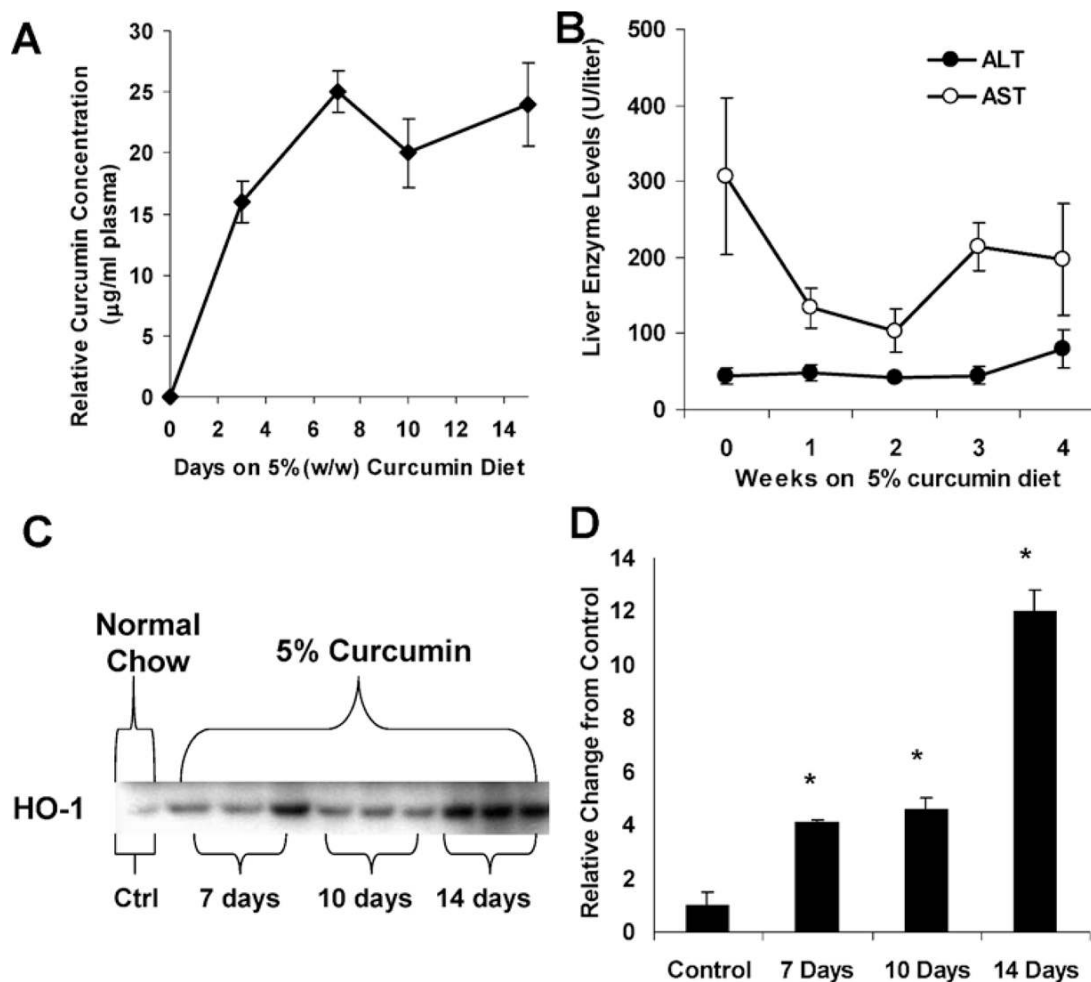 A
Relative Curcumin Concentration
(µg/ml plasma)
30
25
20
15
10
5
0
0 2 4 6 8 10 12 14
Days on 5% (w/w) Curcumin Diet
B
Liver Enzyme Levels (U/liter)
500
400
300
200
100
0
ALT
AST
0 1 2 3 4
Weeks on 5% curcumin diet
C
Normal
Chow
5% Curcumin
HO-1
Ctrl 7 days 10 days 14 days
D
Relative Change from Control
14
12
10
8
6
4
2
0
* * *
Control 7 Days 10 Days 14 Days